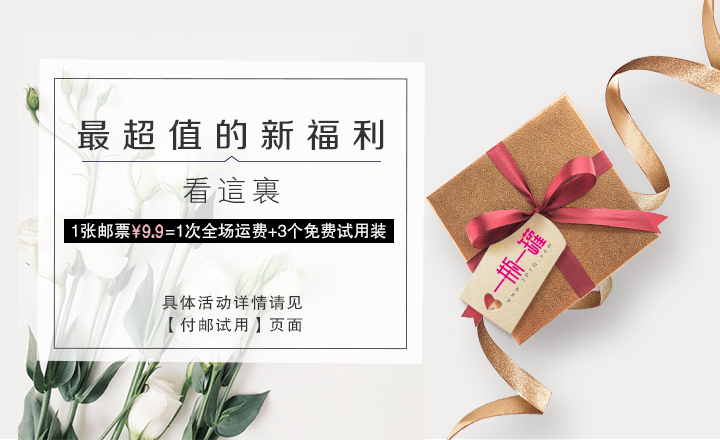 最超值的新福利
看這裏
1张邮票¥9.9=1次全场运费+3个免费试用装
具体活动详情请见
【付邮试用】页面
一瓶一罐